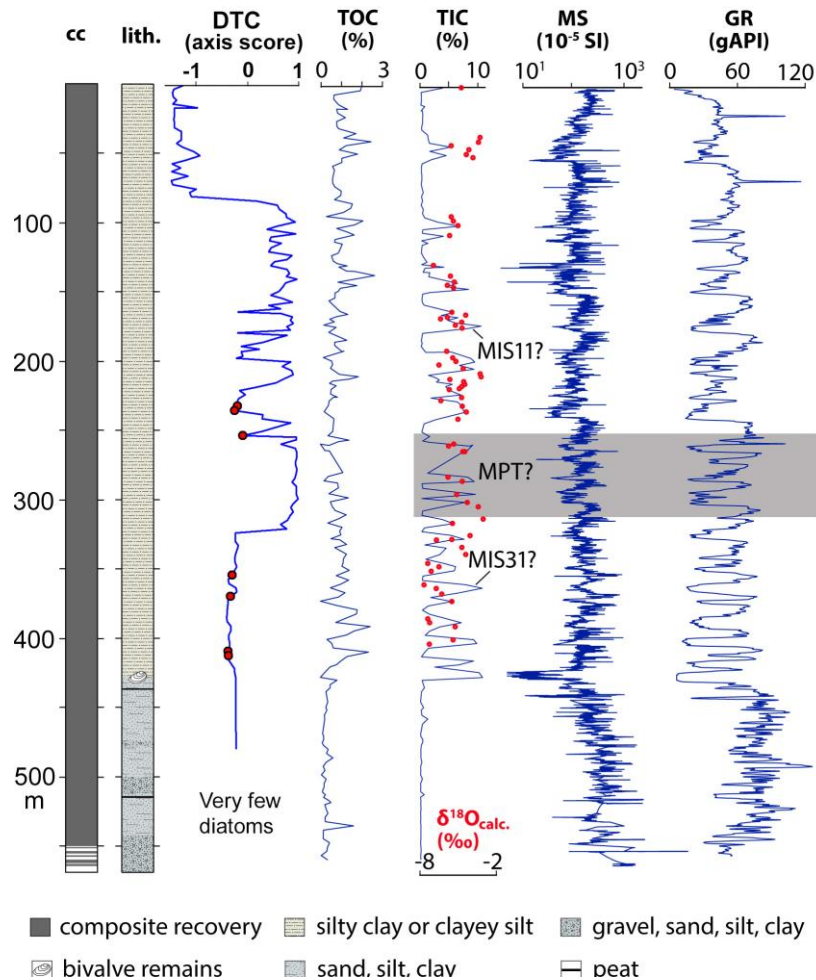 cc lith. DTC TOC TIC MS GR
(axis score) (%) (%) (10⁻⁵ SI) (gAPI)
-1 0 1 0 3 0 10 10¹ 10³ 0 60 120
100
MIS11?
200
MPT?
300
MIS31?
400
500
m
Very few
diatoms
δ¹⁸Ocalc.
(‰)
-8 -2
composite recovery silty clay or clayey silt gravel, sand, silt, clay
bivalve remains sand, silt, clay peat